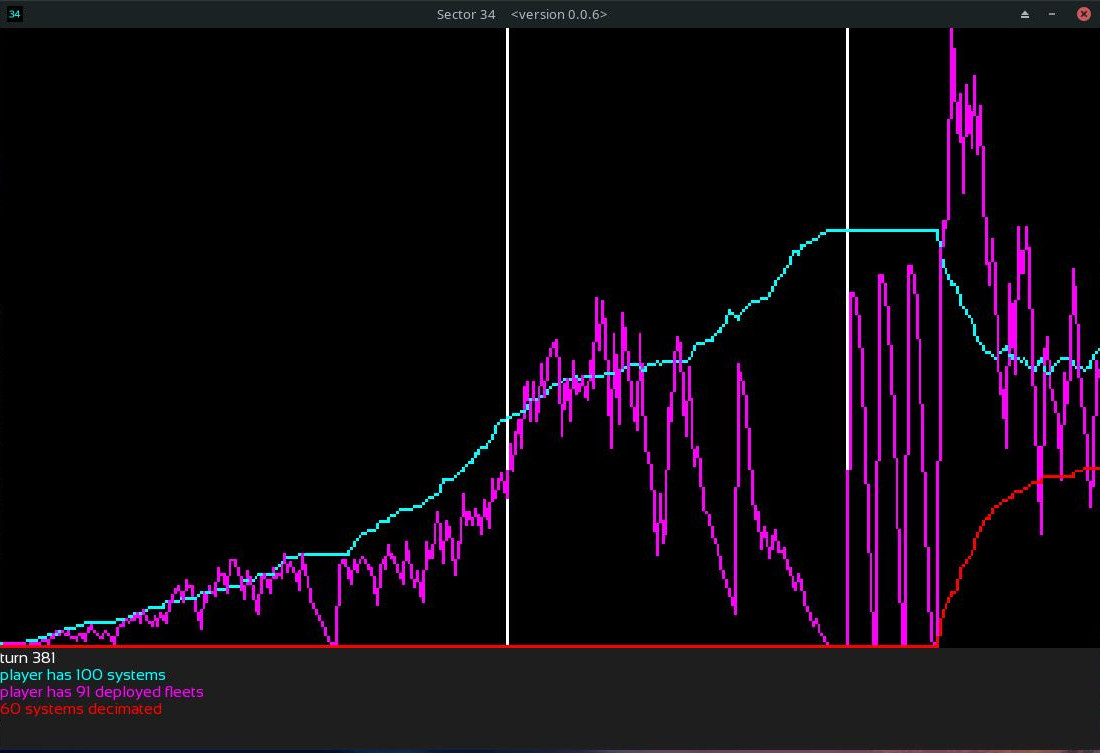 34 Sector 34 <version 0.0.6>
turn 381
player has 100 systems
player has 91 deployed fleets
60 systems decimated